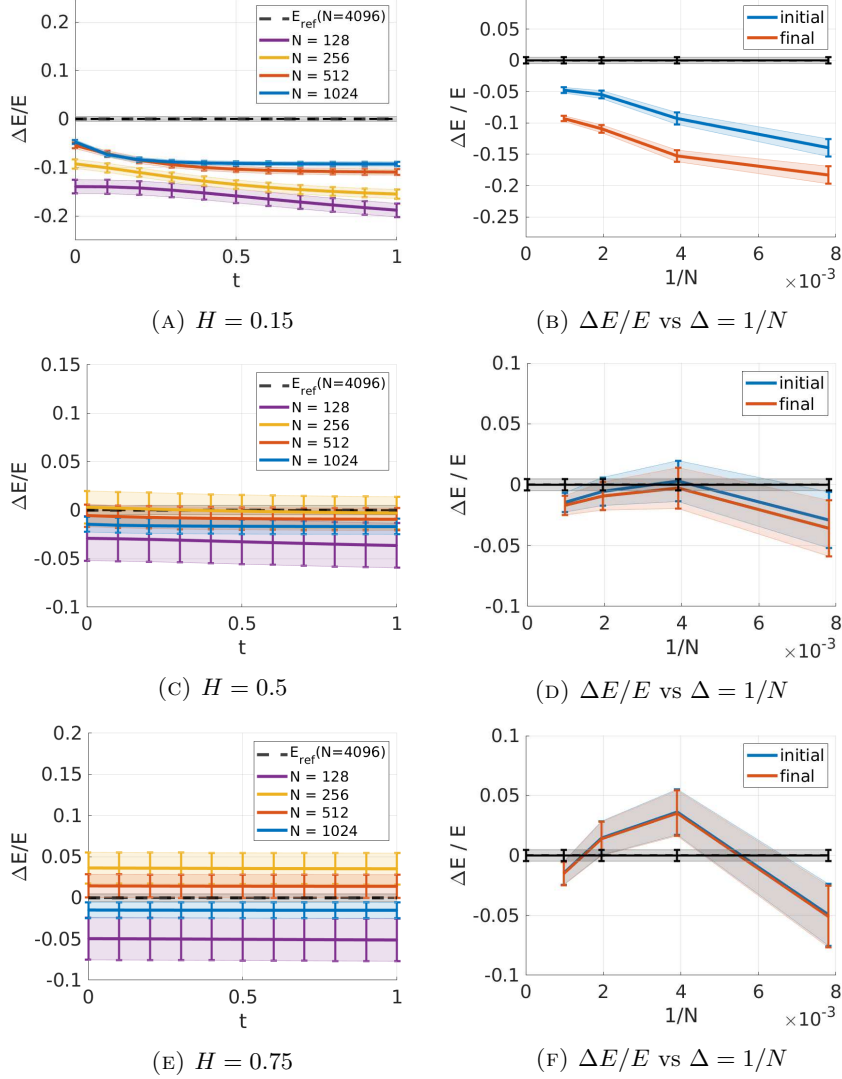 0.2
0.1
0
-0.1
-0.2
ΔE/E
0
0.5
1
t
E_ref(N=4096)
N = 128
N = 256
N = 512
N = 1024
(A) H = 0.15
0
-0.05
-0.1
-0.15
-0.2
-0.25
ΔE / E
0
2
4
6
8
1/N
×10^-3
initial
final
(B) ΔE/E vs Δ = 1/N
0.15
0.1
0.05
0
-0.05
-0.1
ΔE/E
0
0.5
1
t
E_ref(N=4096)
N = 128
N = 256
N = 512
N = 1024
(C) H = 0.5
0.1
0.05
0
-0.05
-0.1
ΔE / E
0
2
4
6
8
1/N
×10^-3
initial
final
(D) ΔE/E vs Δ = 1/N
0.2
0.15
0.1
0.05
0
-0.05
-0.1
ΔE/E
0
0.5
1
t
E_ref(N=4096)
N = 128
N = 256
N = 512
N = 1024
(E) H = 0.75
0.1
0.05
0
-0.05
-0.1
ΔE / E
0
2
4
6
8
1/N
×10^-3
initial
final
(F) ΔE/E vs Δ = 1/N